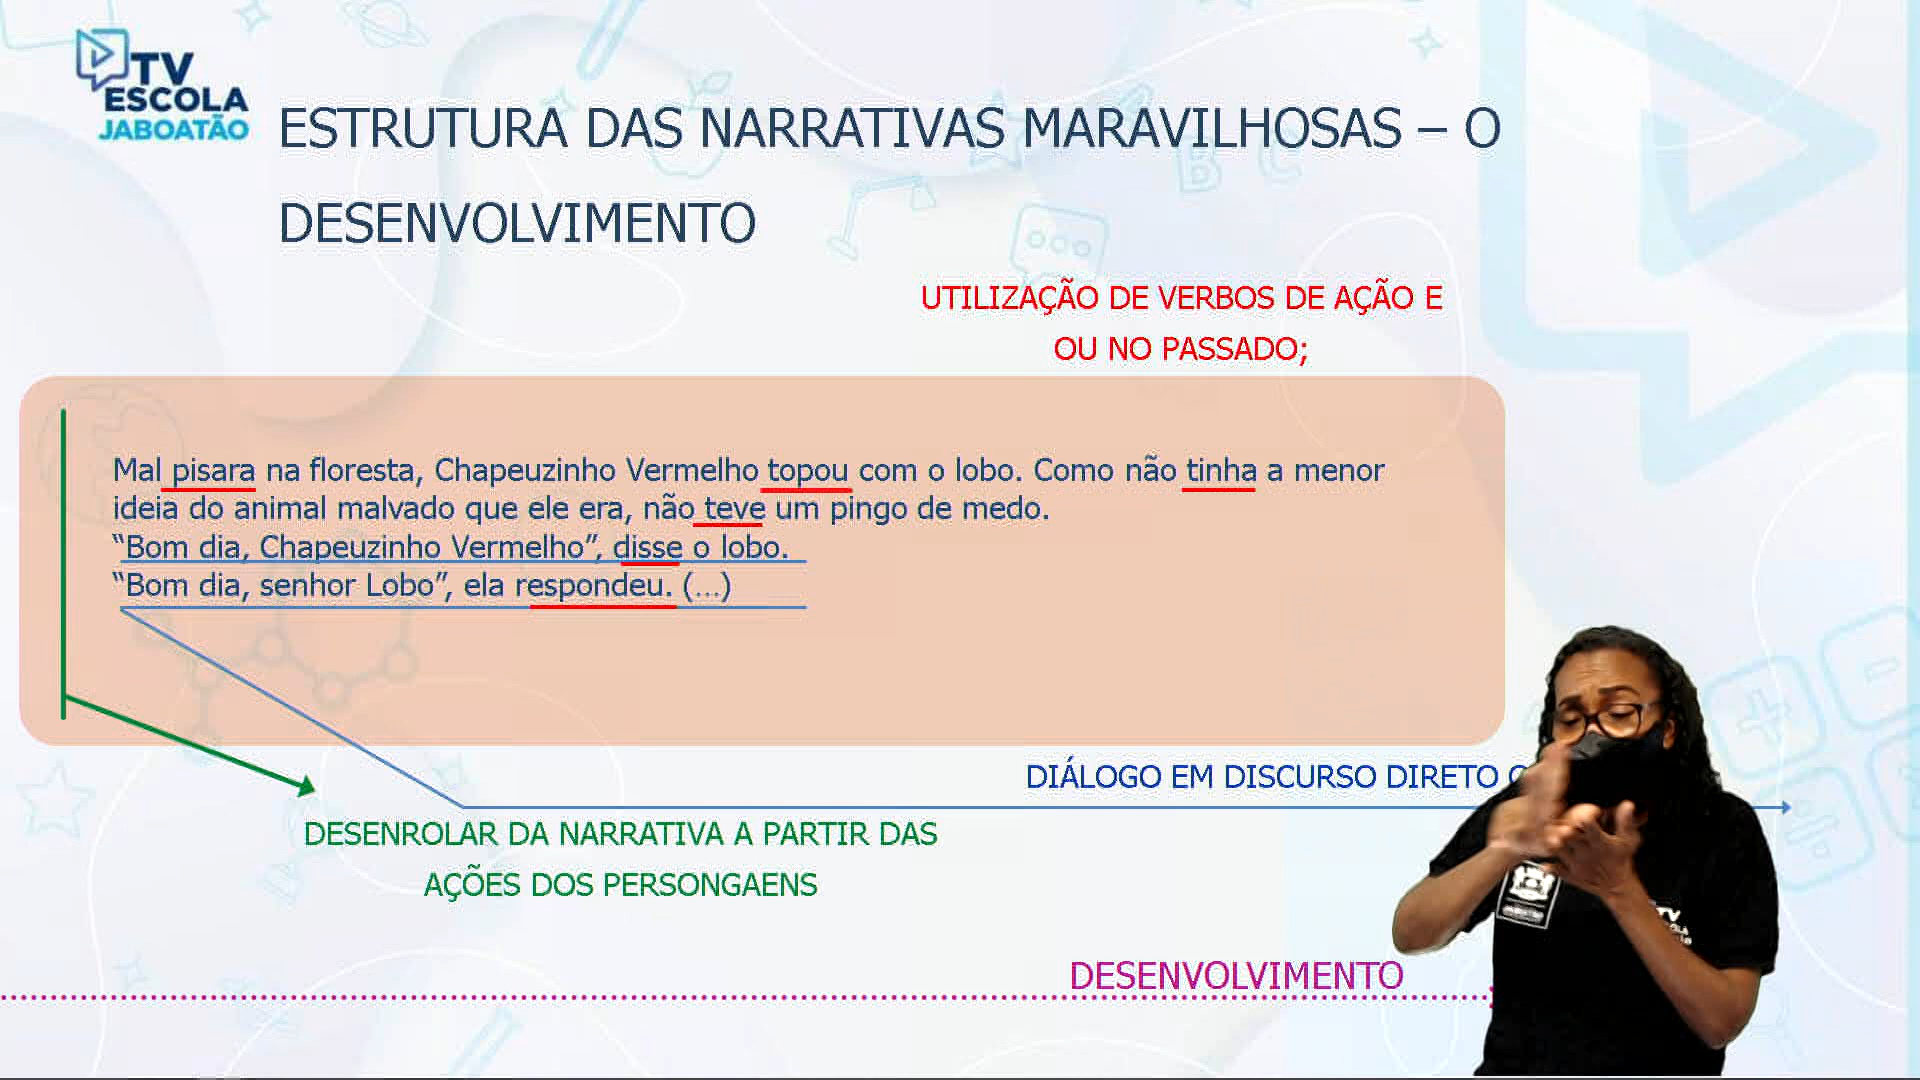 TV
ESCOLA
JABOATÃO
ESTRUTURA DAS NARRATIVAS MARAVILHOSAS – O
DESENVOLVIMENTO
UTILIZAÇÃO DE VERBOS DE AÇÃO E
OU NO PASSADO;
Mal pisara na floresta, Chapeuzinho Vermelho topou com o lobo. Como não tinha a menor
ideia do animal malvado que ele era, não teve um pingo de medo.
“Bom dia, Chapeuzinho Vermelho”, disse o lobo.
“Bom dia, senhor Lobo”, ela respondeu. (...)
DIÁLOGO EM DISCURSO DIRETO
DESENROLAR DA NARRATIVA A PARTIR DAS
AÇÕES DOS PERSONGAENS
DESENVOLVIMENTO
TV